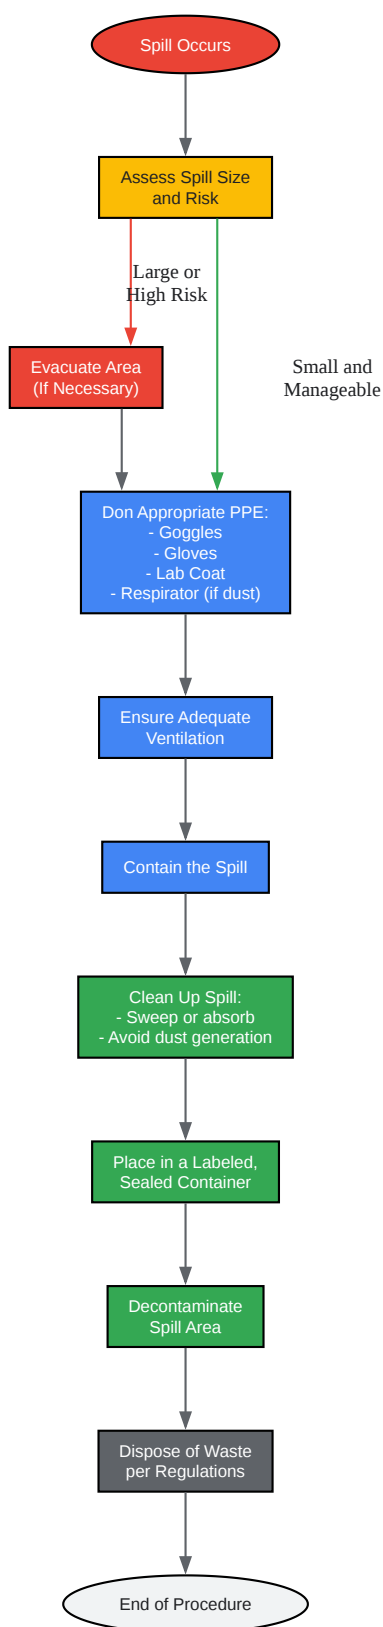 Spill Occurs
Assess Spill Size
and Risk
Large or
High Risk
Evacuate Area
(If Necessary)
Small and
Manageable
Don Appropriate PPE:
- Goggles
- Gloves
- Lab Coat
- Respirator (if dust)
Ensure Adequate
Ventilation
Contain the Spill
Clean Up Spill:
- Sweep or absorb
- Avoid dust generation
Place in a Labeled,
Sealed Container
Decontaminate
Spill Area
Dispose of Waste
per Regulations
End of Procedure